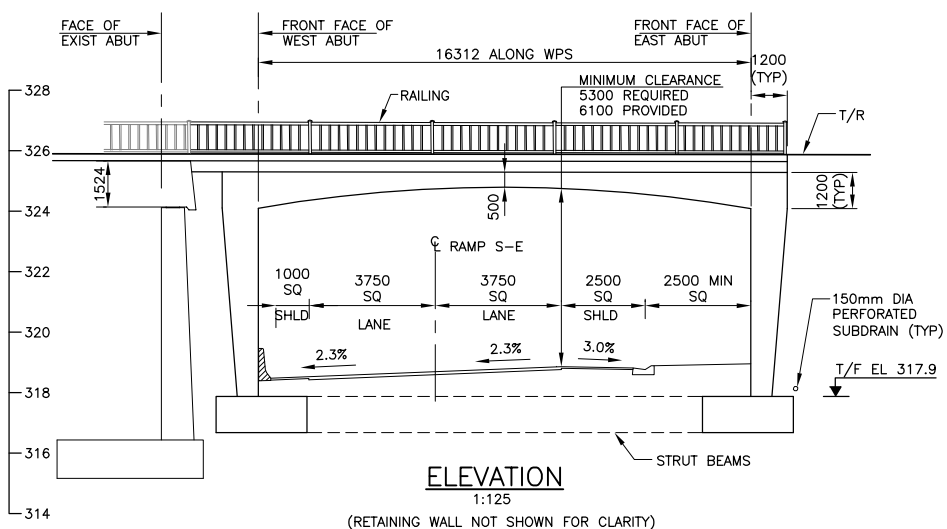 FACE OF
EXIST ABUT
FRONT FACE OF
WEST ABUT
FRONT FACE OF
EAST ABUT
16312 ALONG WPS
1200
(TYP)
MINIMUM CLEARANCE
5300 REQUIRED
6100 PROVIDED
RAILING
T/R
328
326
324
322
320
318
316
314
1524
500
1200
(TYP)
℄ RAMP S-E
1000
SQ
SHLD
3750
SQ
LANE
3750
SQ
LANE
2500
SQ
SHLD
2500 MIN
SQ
2.3%
2.3%
3.0%
150mm DIA
PERFORATED
SUBDRAIN (TYP)
T/F EL 317.9
STRUT BEAMS
ELEVATION
1:125
(RETAINING WALL NOT SHOWN FOR CLARITY)